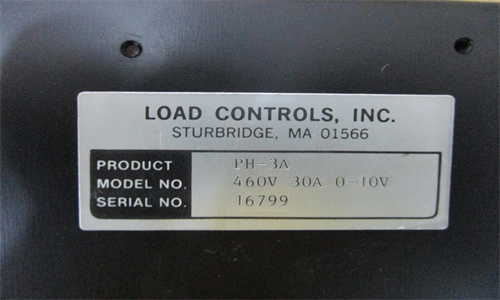 LOAD CONTROLS, INC.
STURBRIDGE, MA 01566
PRODUCT PH-3A
MODEL NO. 460V 30A 0-10V
SERIAL NO. 16799